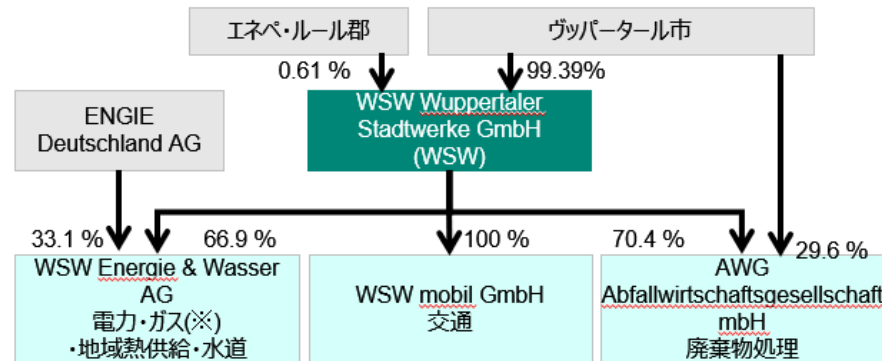 エネペ・ルール郡
ヴッパータール市
0.61 %
99.39%
ENGIE
Deutschland AG
WSW Wuppertaler
Stadtwerke GmbH
(WSW)
33.1 %
66.9 %
100 %
70.4 %
29.6 %
WSW Energie & Wasser
AG
電力・ガス(※)
・地域熱供給・水道
WSW mobil GmbH
交通
AWG
Abfallwirtschaftsgesellschaft
mbH
廃棄物処理